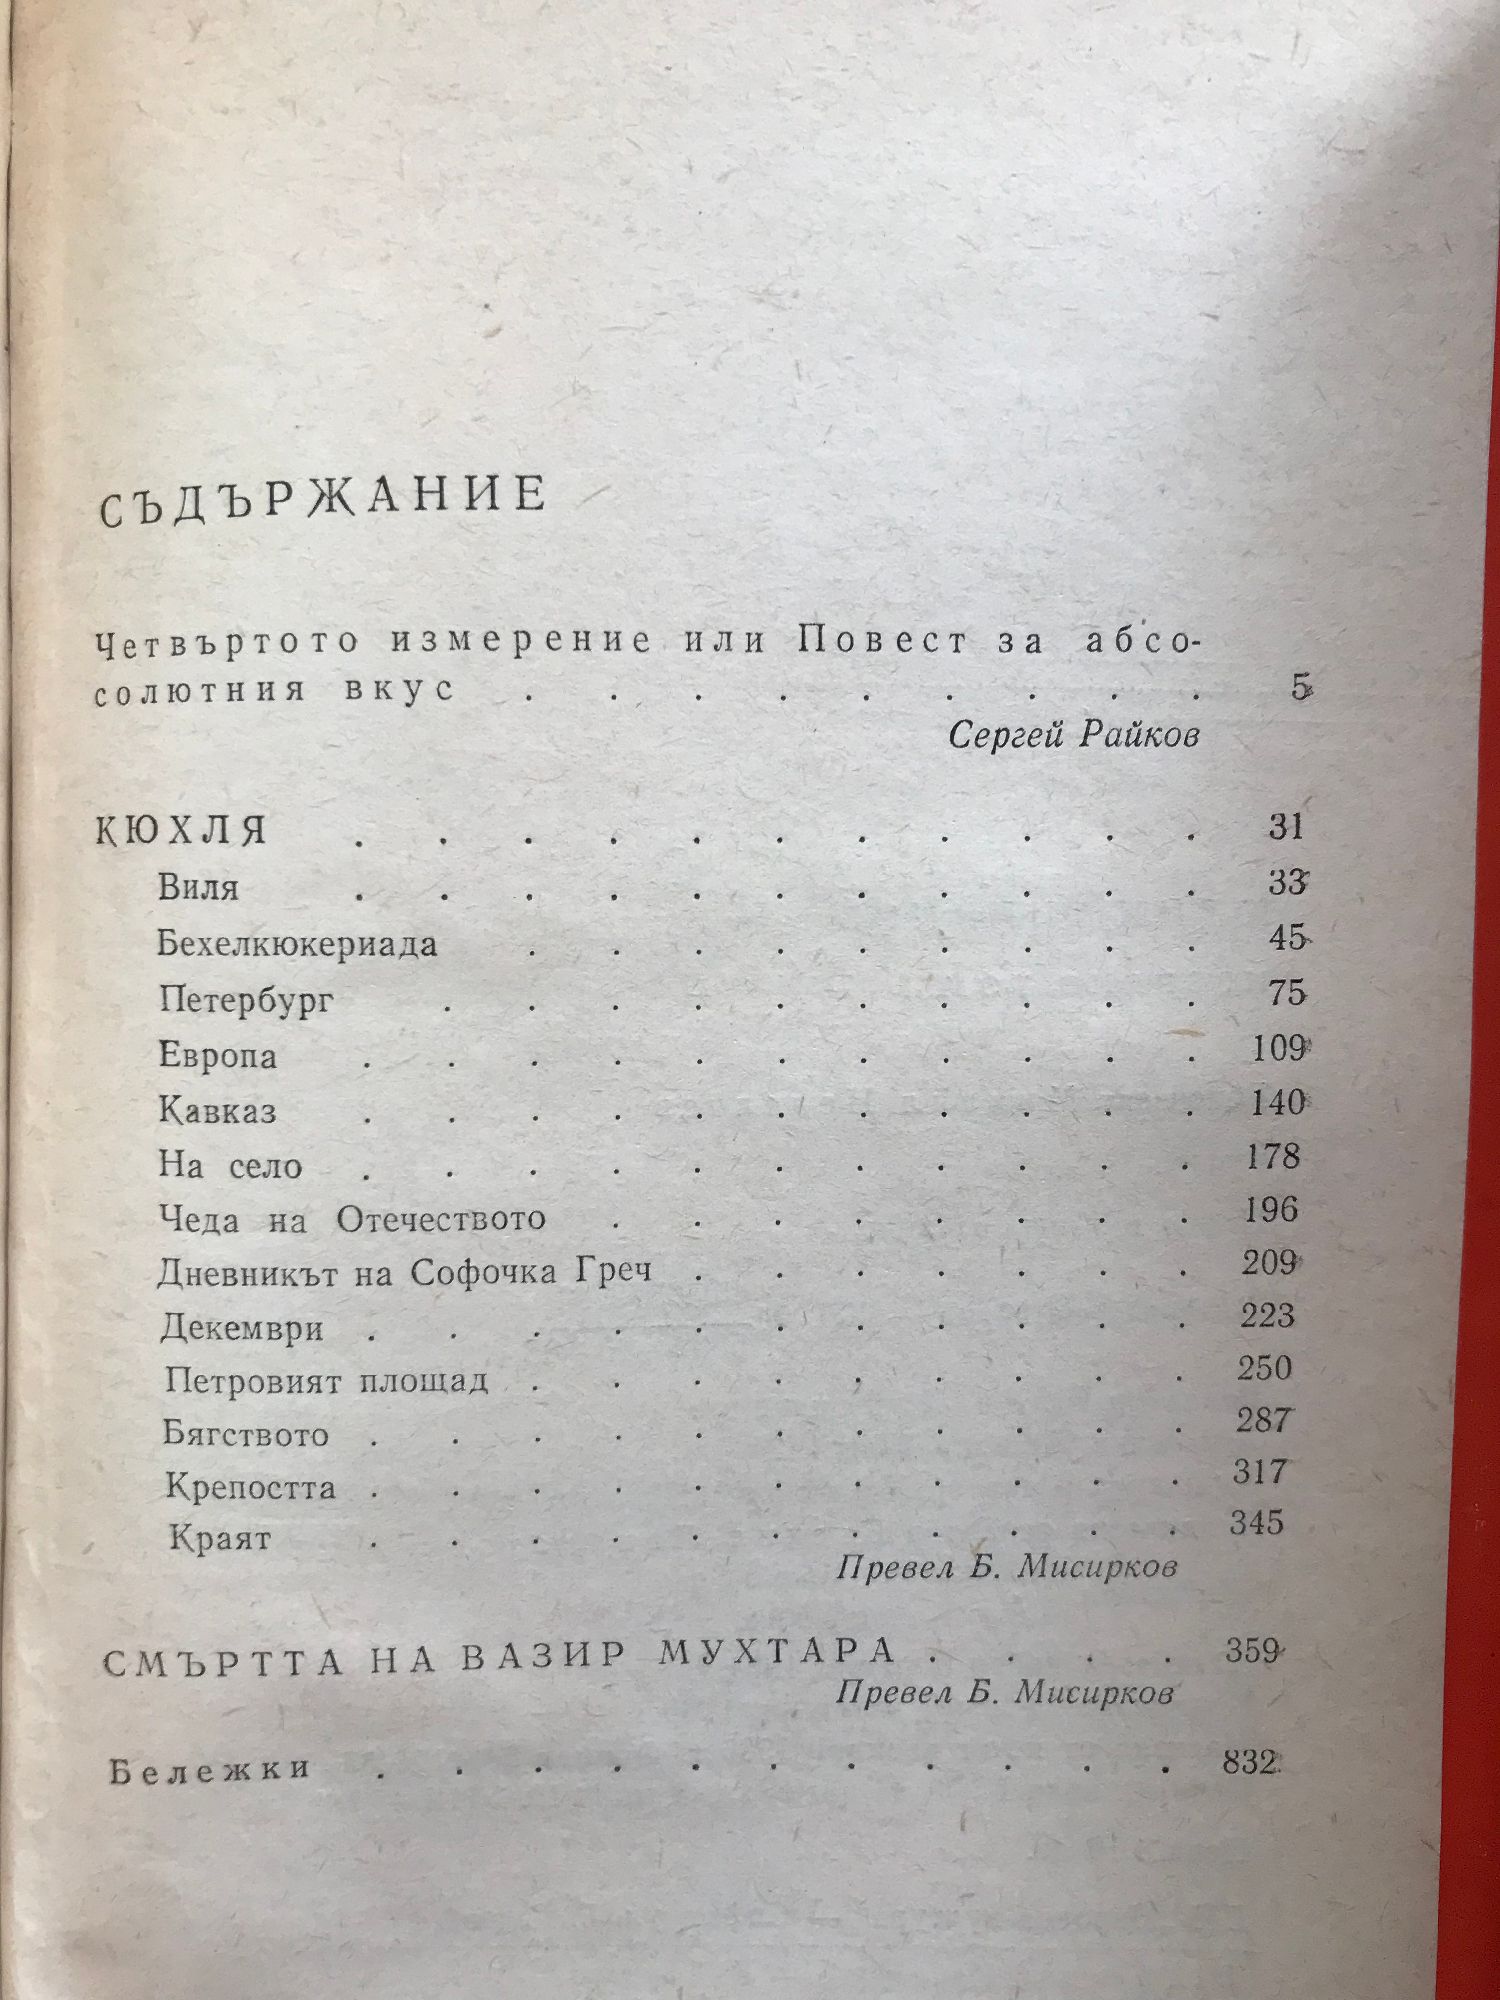 СЪДЪРЖАНИЕ
Четвъртото измерение или Повест за абсо-
солютния вкус . . . . . . . . . 5
Сергей Райков
КЮХЛЯ . . . . . . . . . . . 31
Виля . . . . . . . . . . . 33
Бехелкюкериада . . . . . . . . . 45
Петербург . . . . . . . . . . 75
Европа . . . . . . . . . . . 109
Кавказ . . . . . . . . . . . 140
На село . . . . . . . . . . . 178
Чеда на Отечеството . . . . . . . . 196
Дневникът на Софочка Греч . . . . . . . 209
Декември . . . . . . . . . . . 223
Петровият площад . . . . . . . . . 250
Бягството . . . . . . . . . . . 287
Крепостта . . . . . . . . . . . 317
Краят . . . . . . . . . . . 345
Превел Б. Мисирков
СМЪРТТА НА ВАЗИР МУХТАРА . . . . 359
Превел Б. Мисирков
Бележки . . . . . . . . . . . 832